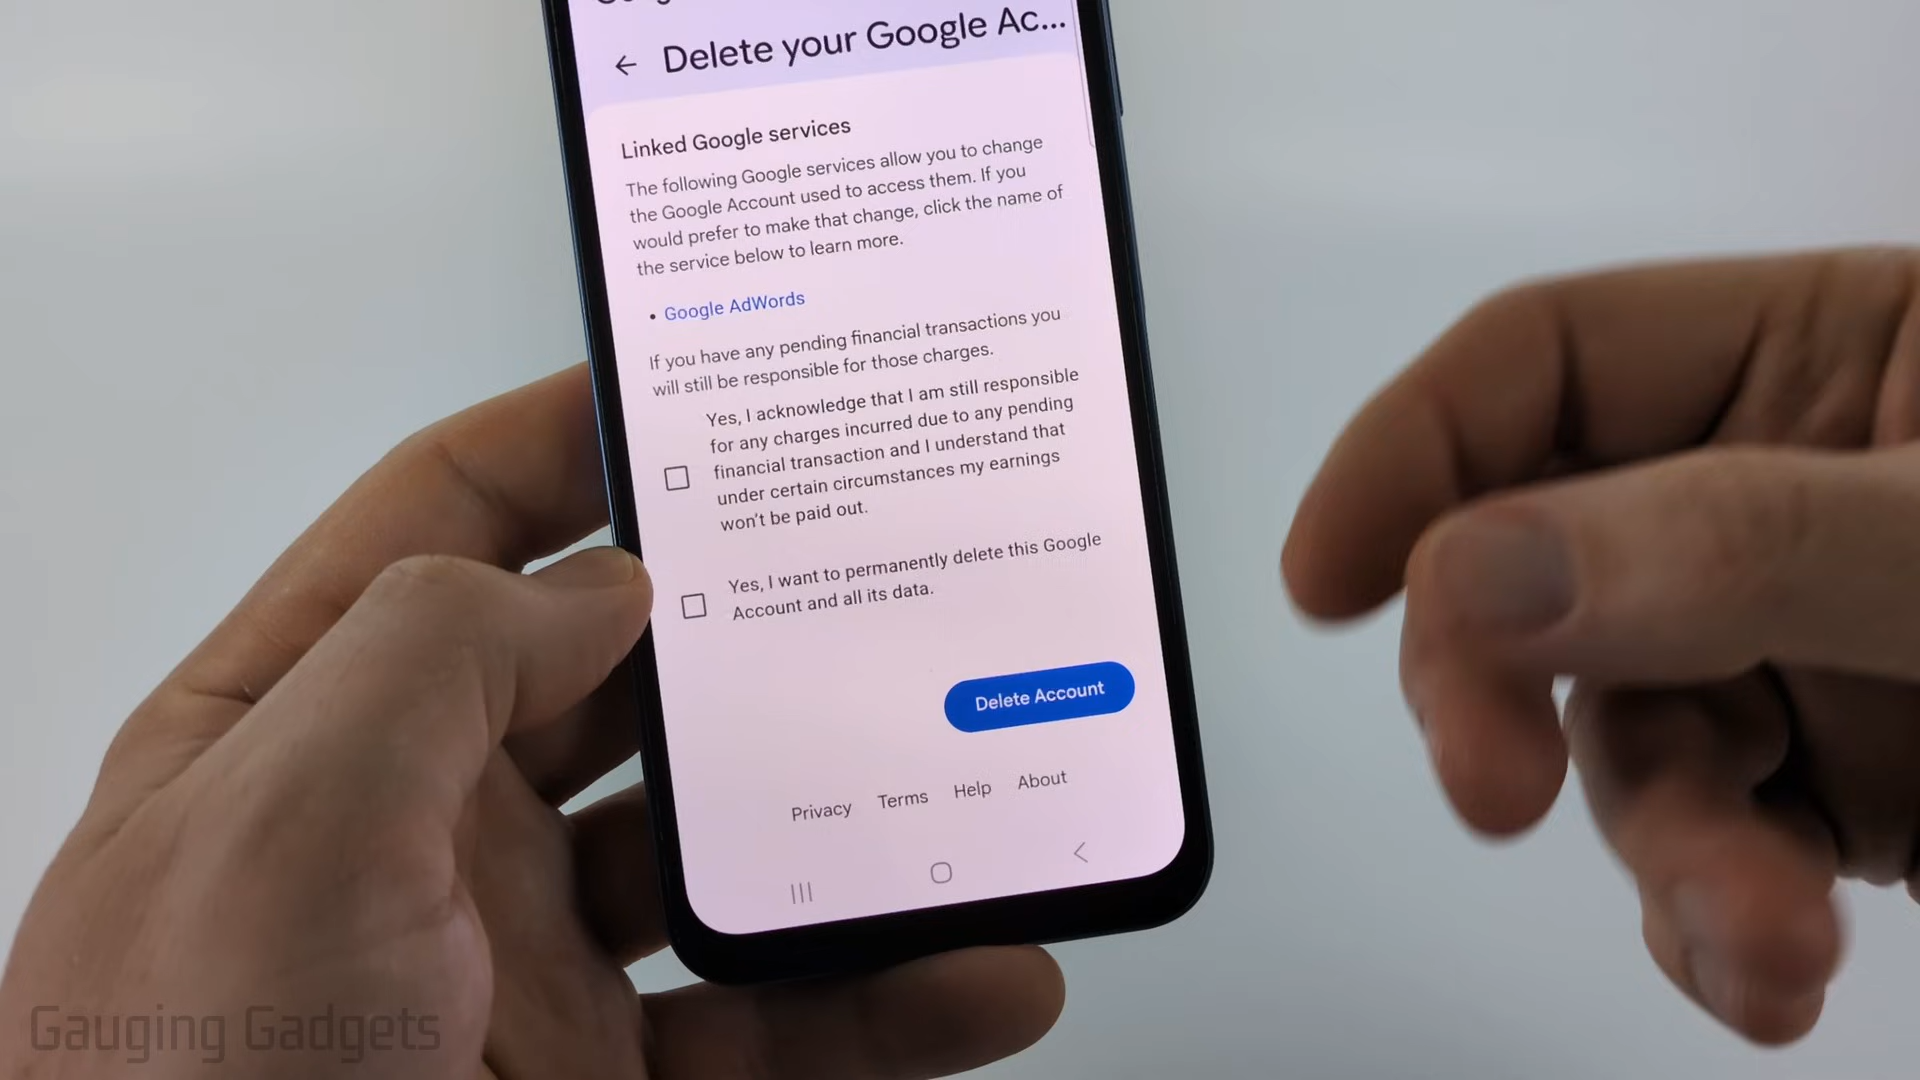 Delete your Google Ac...
Linked Google services
The following Google services allow you to change
the Google Account used to access them. If you
would prefer to make that change, click the name of
the service below to learn more.
• Google AdWords
If you have any pending financial transactions you
will still be responsible for those charges.
Yes, I acknowledge that I am still responsible
for any charges incurred due to any pending
financial transaction and I understand that
under certain circumstances my earnings
won't be paid out.
Yes, I want to permanently delete this Google
Account and all its data.
Delete Account
Privacy Terms Help About
Gauging Gadgets